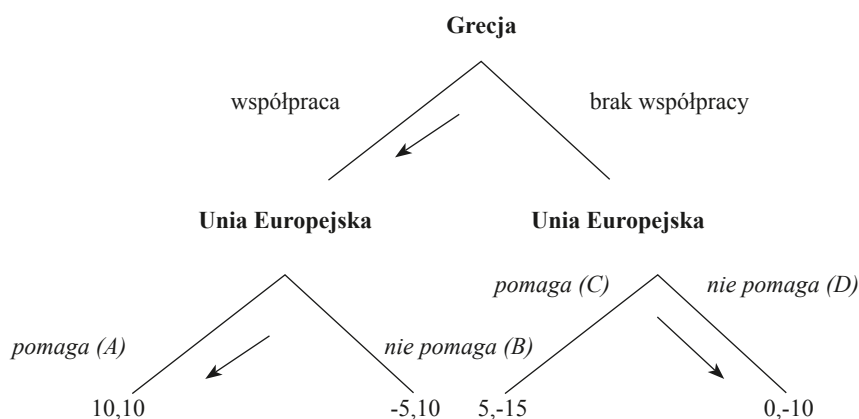 Grecja
współpraca brak współpracy
Unia Europejska Unia Europejska
pomaga (C) nie pomaga (D)
pomaga (A) nie pomaga (B)
10,10 -5,10 5,-15 0,-10